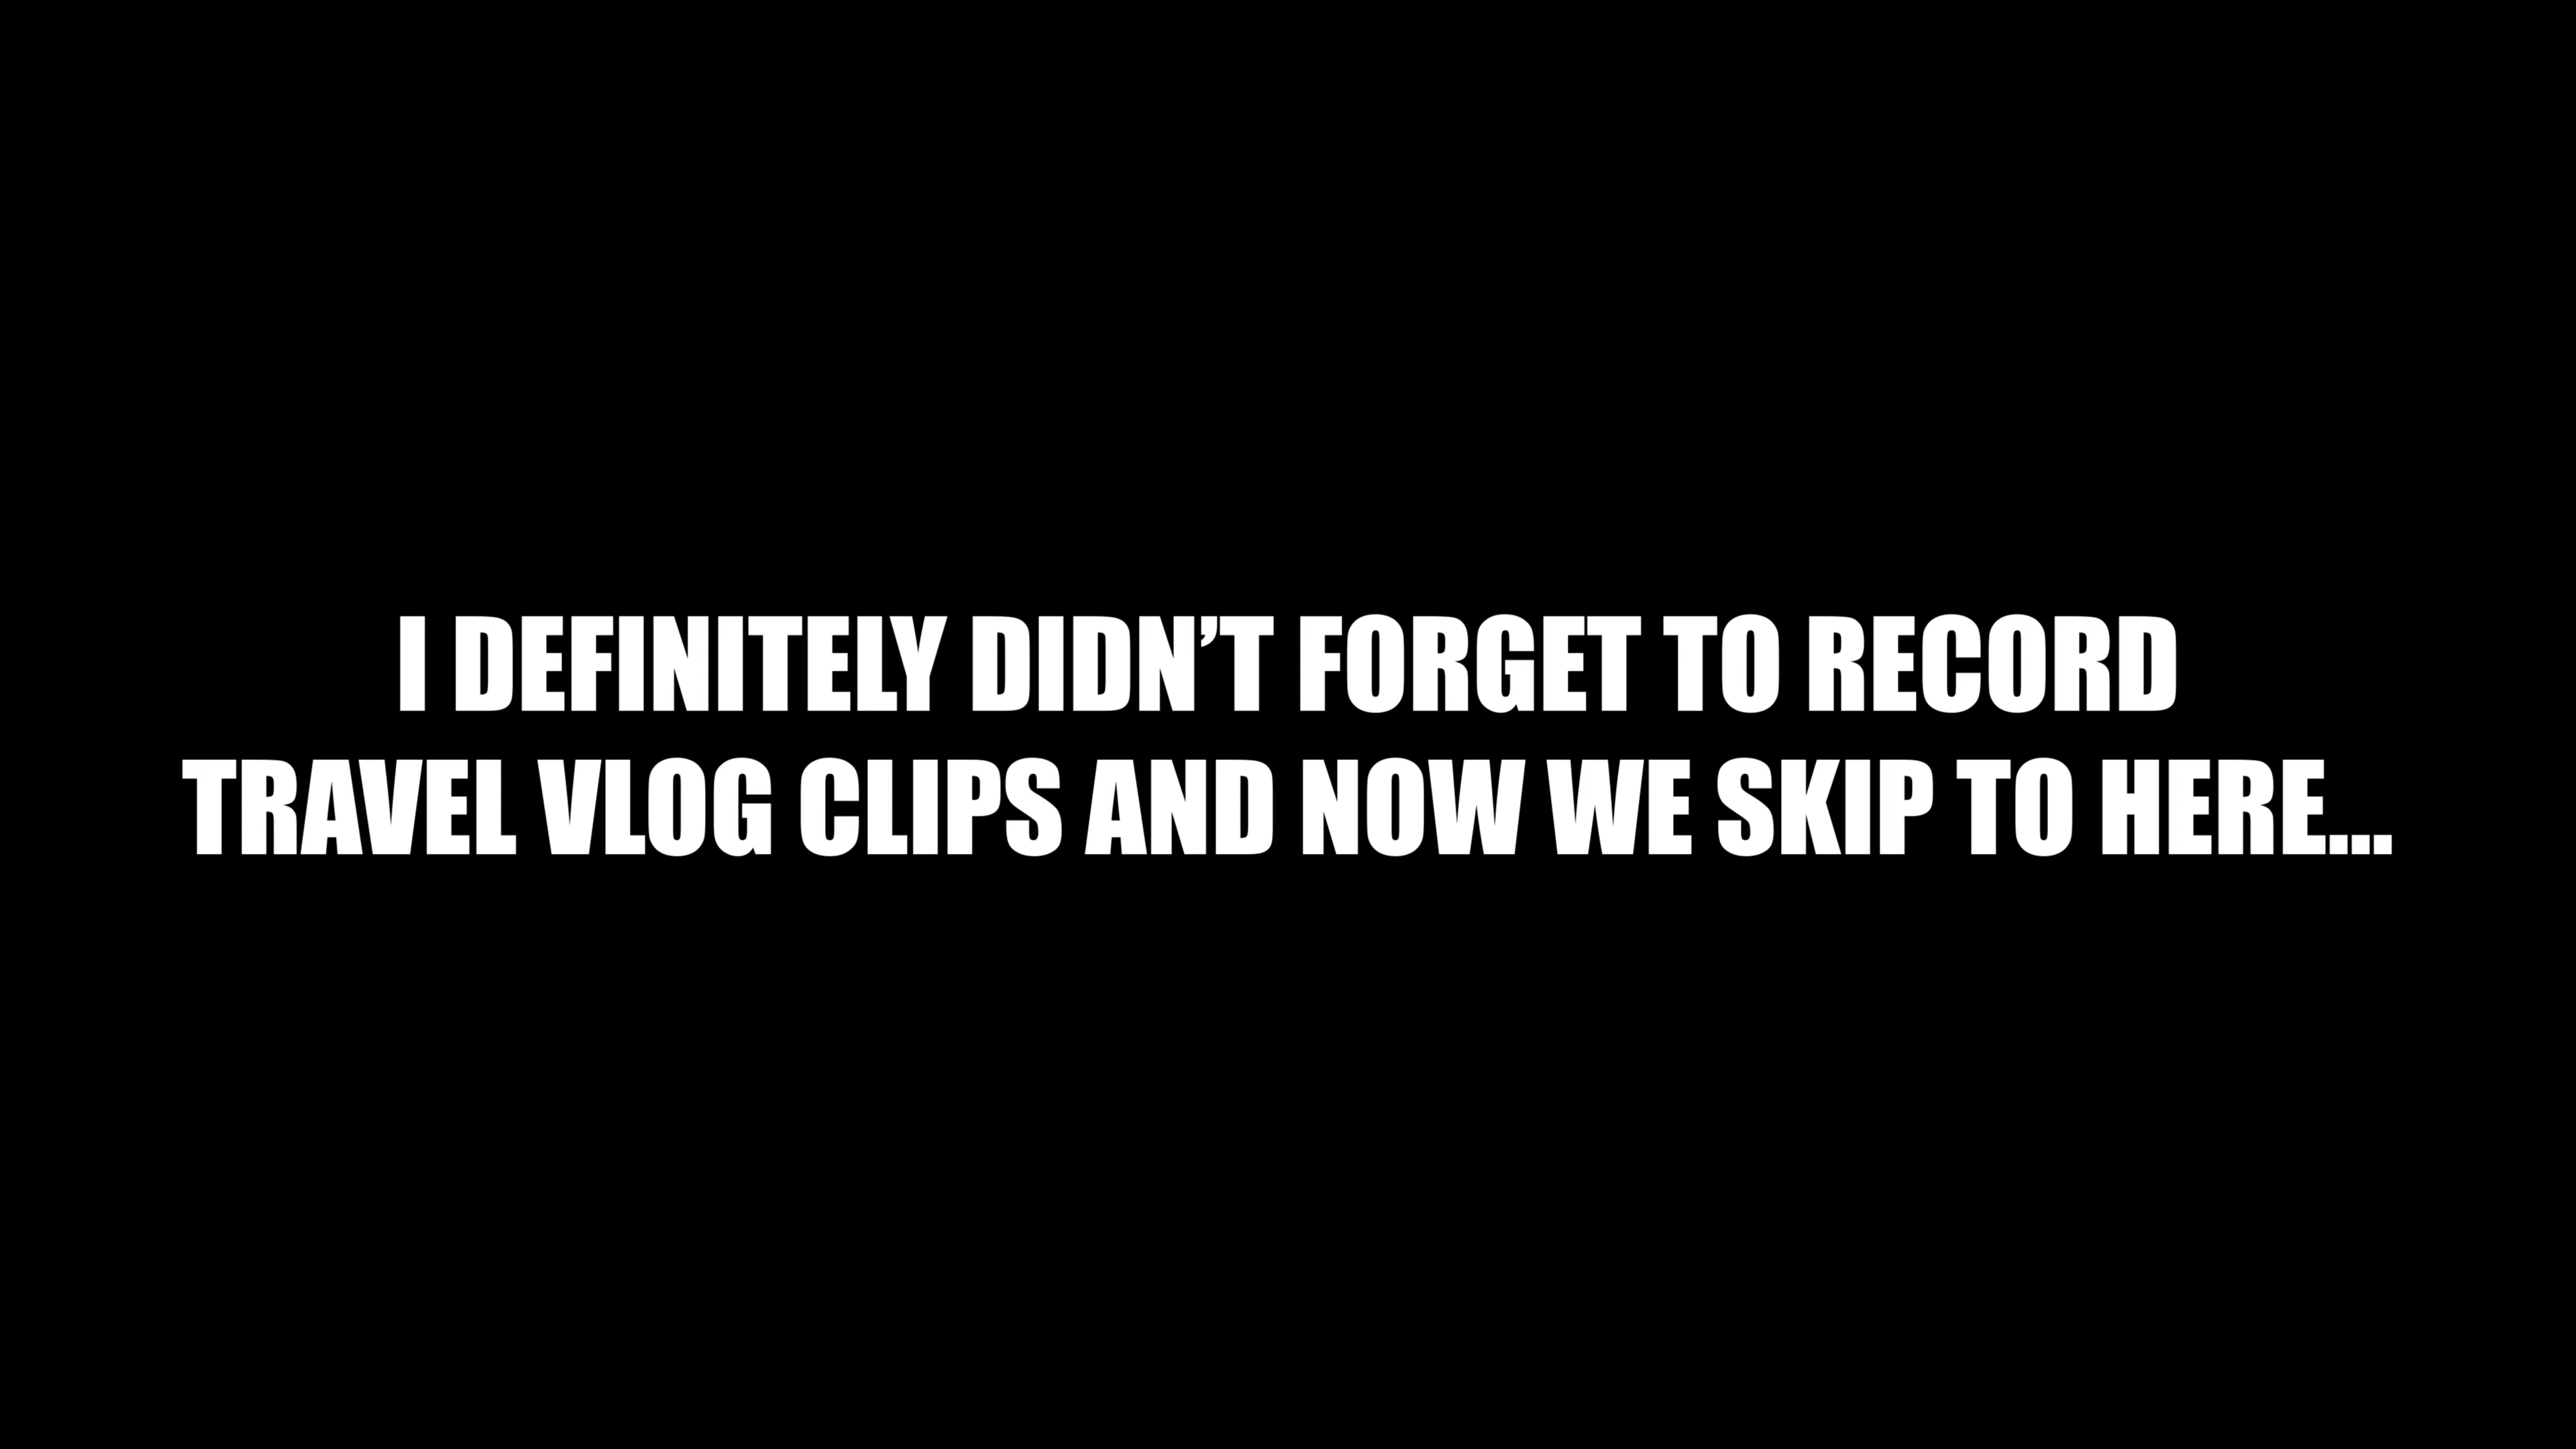 I DEFINITELY DIDN’T FORGET TO RECORD
TRAVEL VLOG CLIPS AND NOW WE SKIP TO HERE...